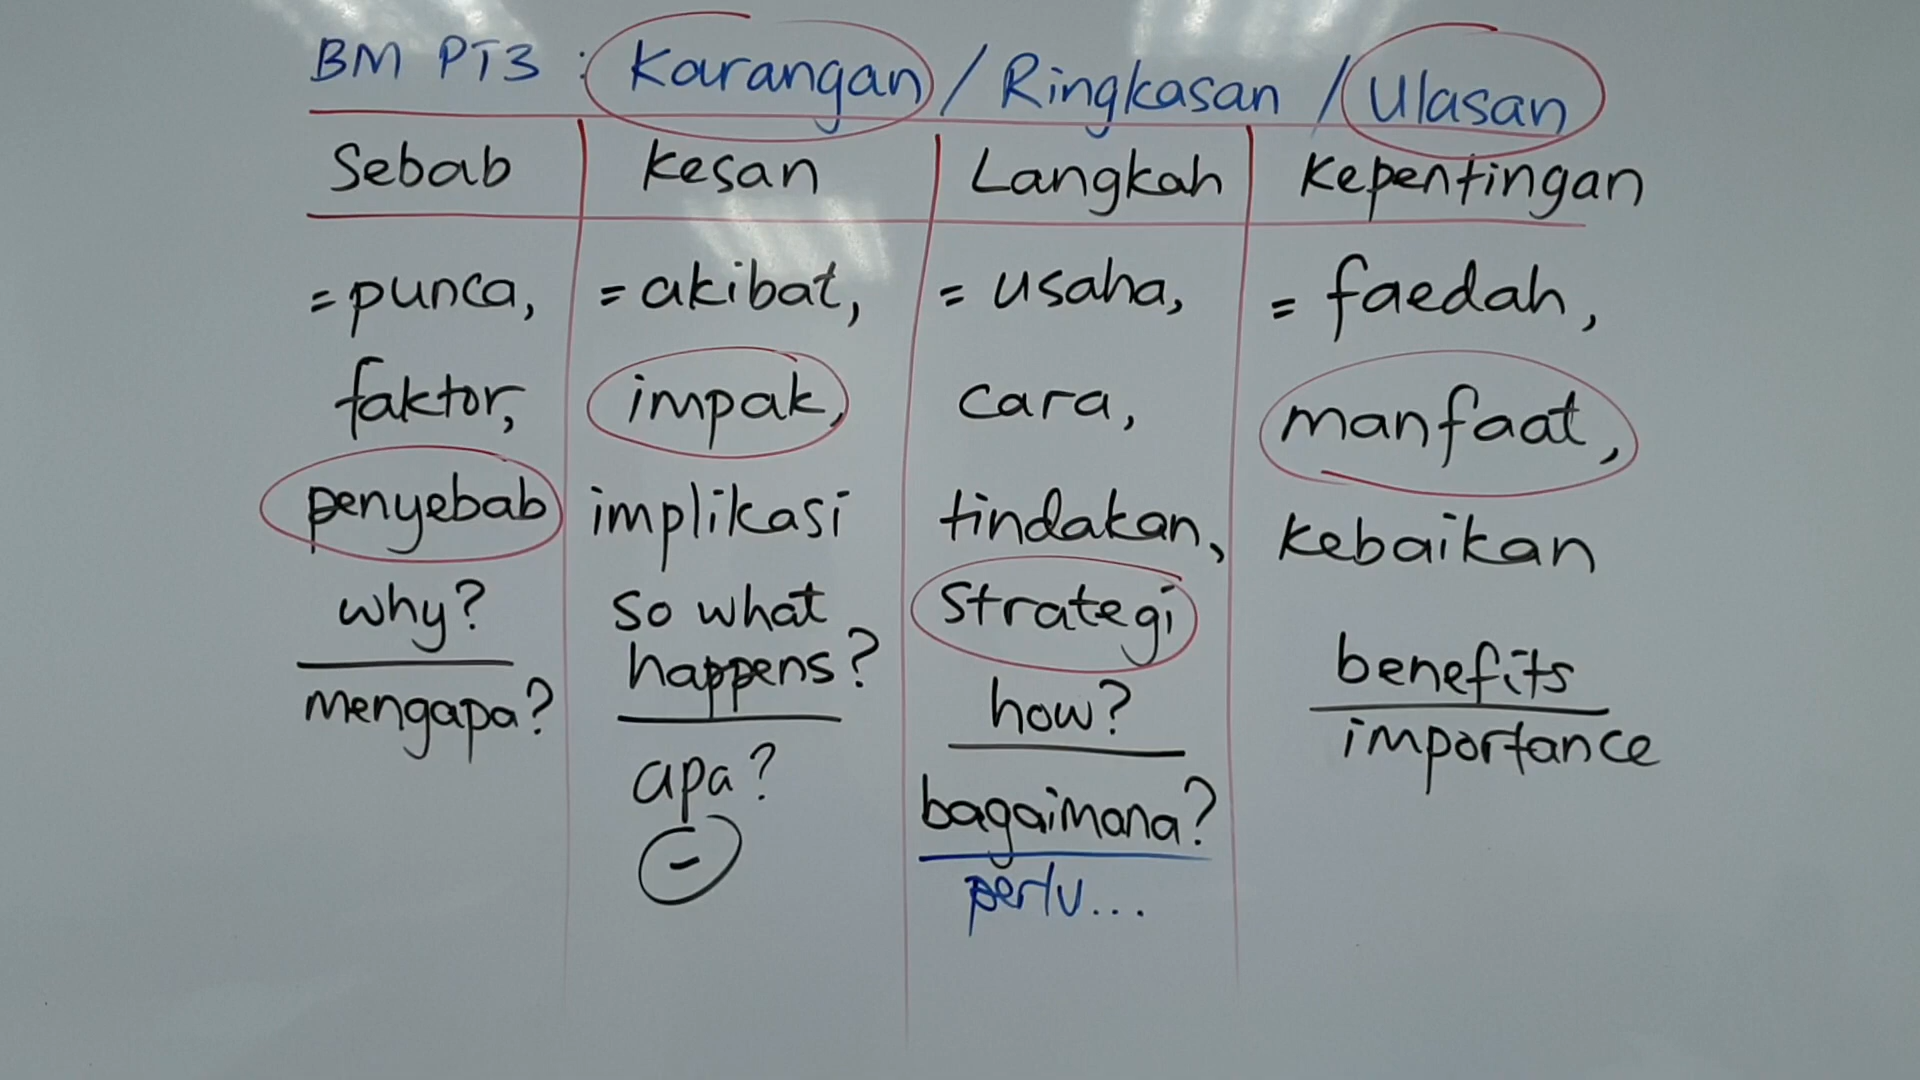 BM PT3 : Karangan / Ringkasan / Ulasan
Sebab
= punca,
faktor,
penyebab
why?
mengapa?
Kesan
= akibat,
impak,
implikasi
so what
happens?
apa?
-
Langkah
= usaha,
cara,
tindakan,
strategi
how?
bagaimana?
perlu...
Kepentingan
= faedah,
manfaat,
kebaikan
benefits
importance